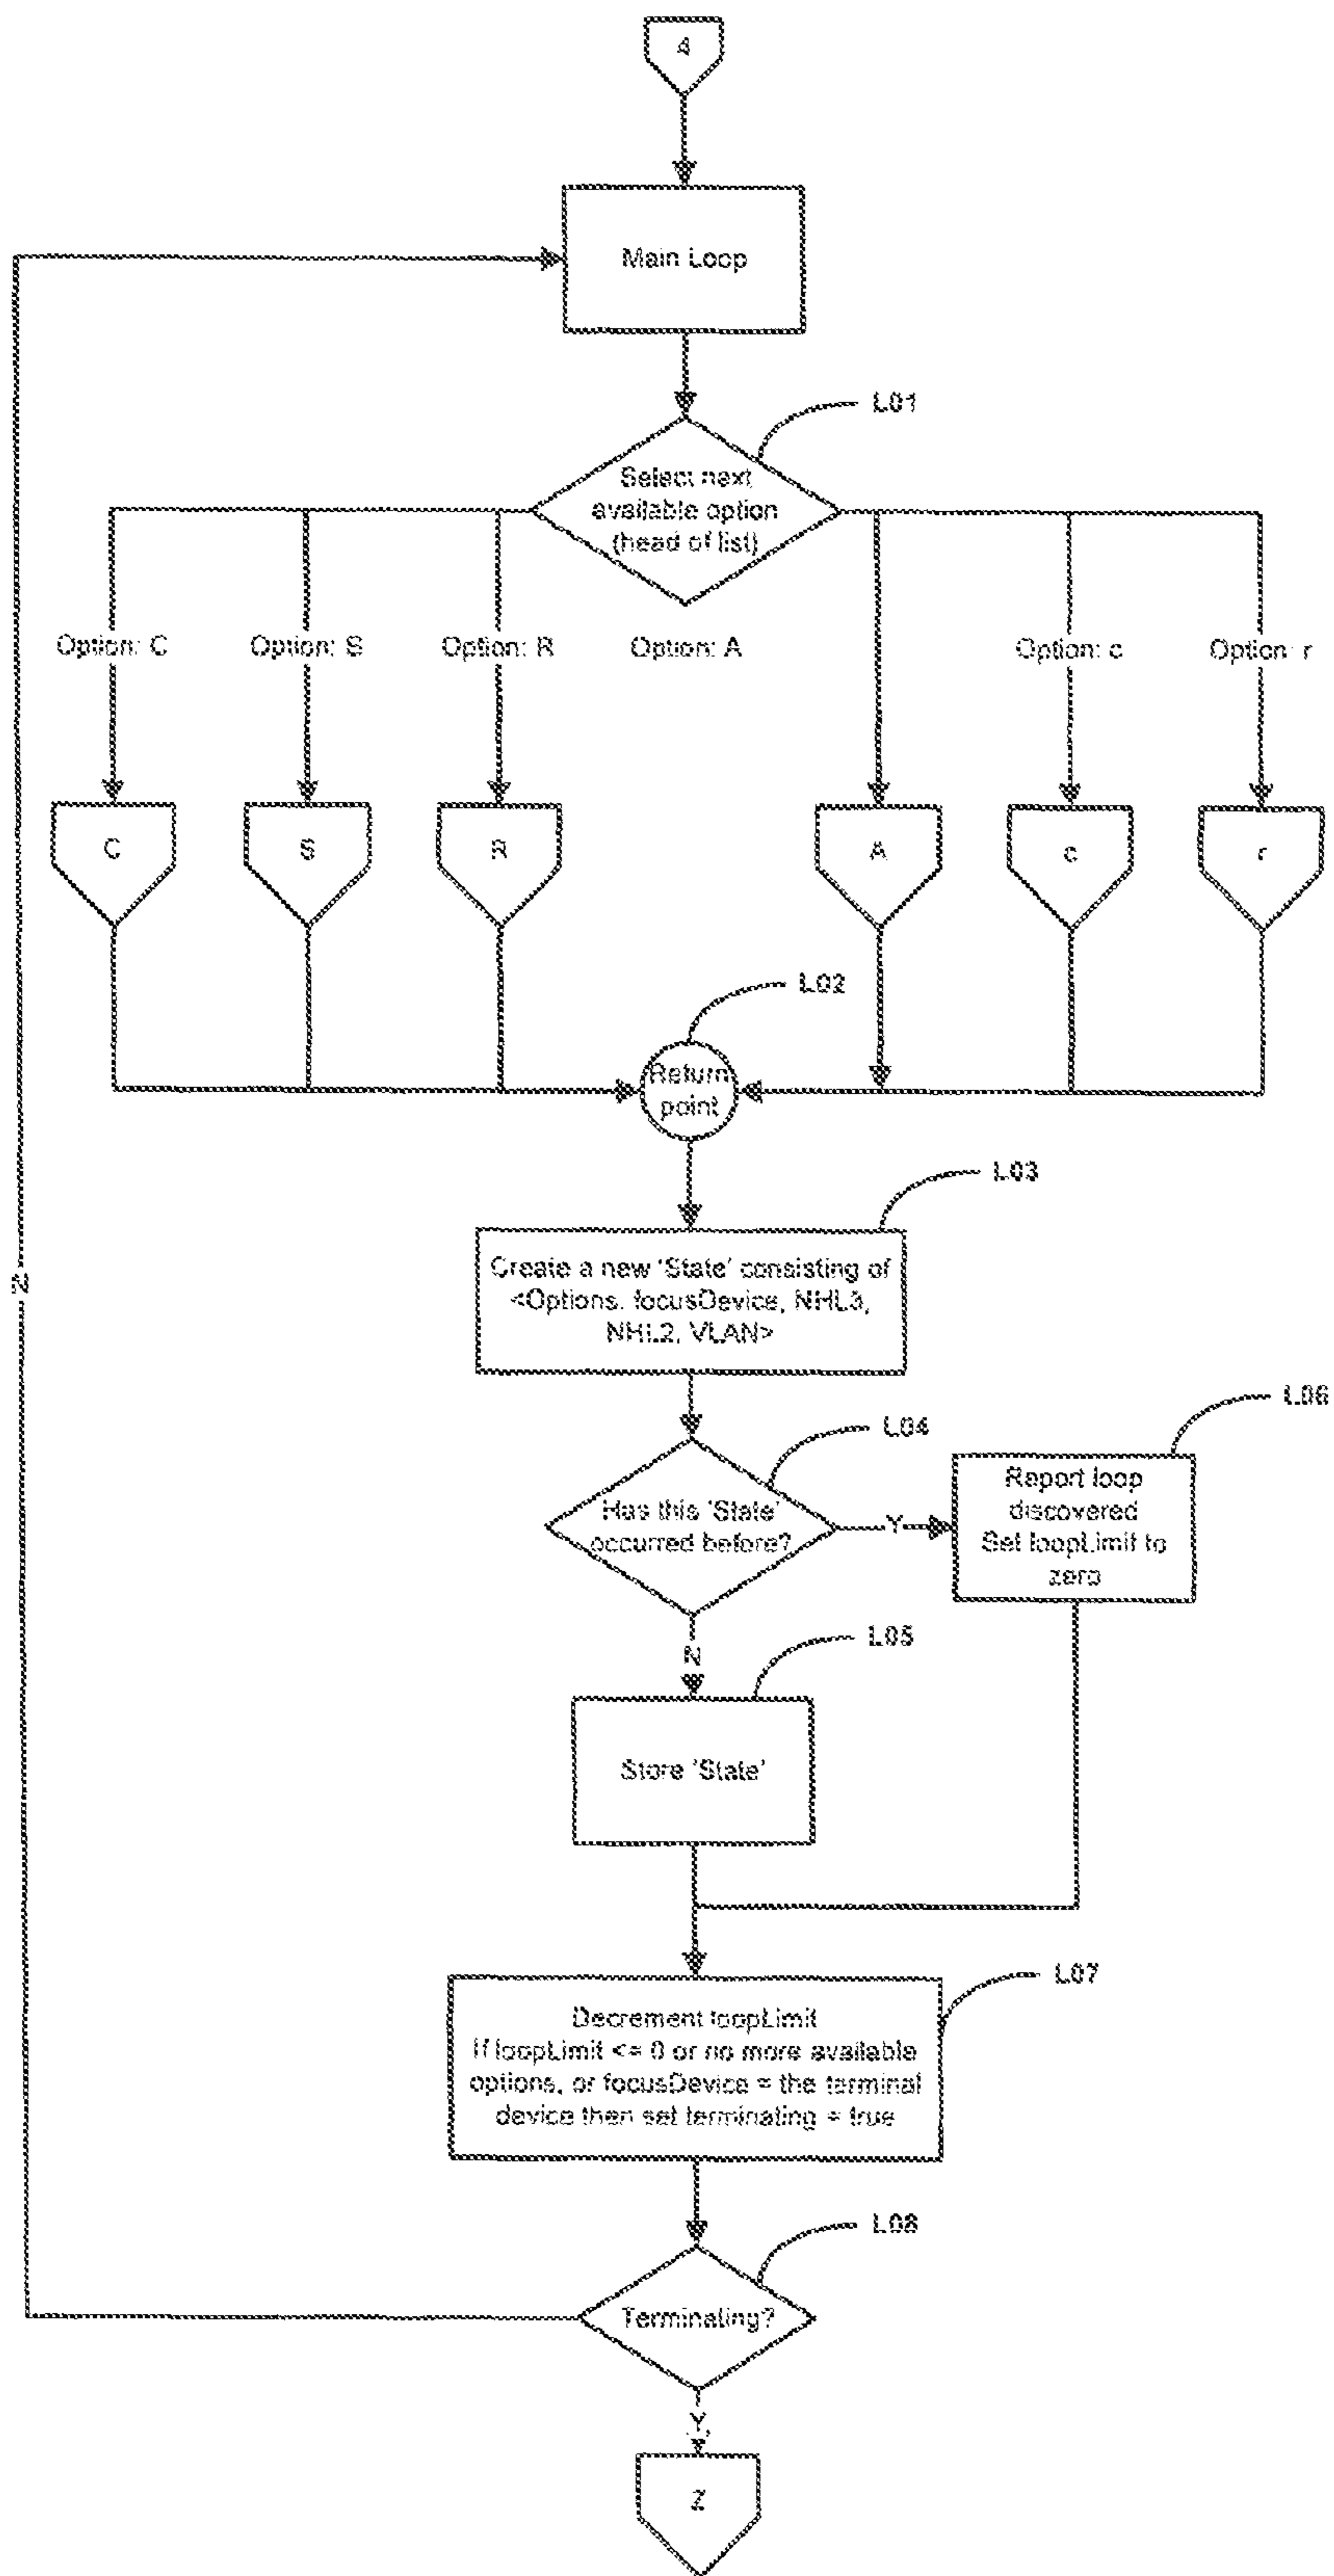 4
Main Loop
L01
Select next
available option
(head of list)
Option: C
Option: S
Option: R
Option: A
Option: c
Option: r
C
S
R
A
c
r
L02
Return
point
L03
Create a new 'State' consisting of
<Options, focusDevice, NHL3,
NHL2, VLAN>
L04
L06
Has this 'State'
occurred before?
Y
Report loop
discovered
Set loopLimit to
zero
N
L05
Store 'State'
N
L07
Decrement loopLimit
If loopLimit <= 0 or no more available
options, or focusDevice = the terminal
device then set terminating = true
L08
Terminating?
Y,
Z